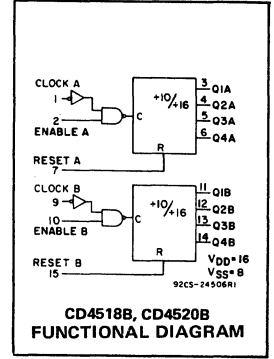 CLOCK A
1
2
ENABLE A
C
÷10/÷16
3 Q1A
4 Q2A
5 Q3A
6 Q4A
R
RESET A
7
CLOCK B
9
10
ENABLE B
C
÷10/÷16
11 Q1B
12 Q2B
13 Q3B
14 Q4B
R
RESET B
15
VDD=16
VSS=8
92CS-24506R1
CD4518B, CD4520B
FUNCTIONAL DIAGRAM